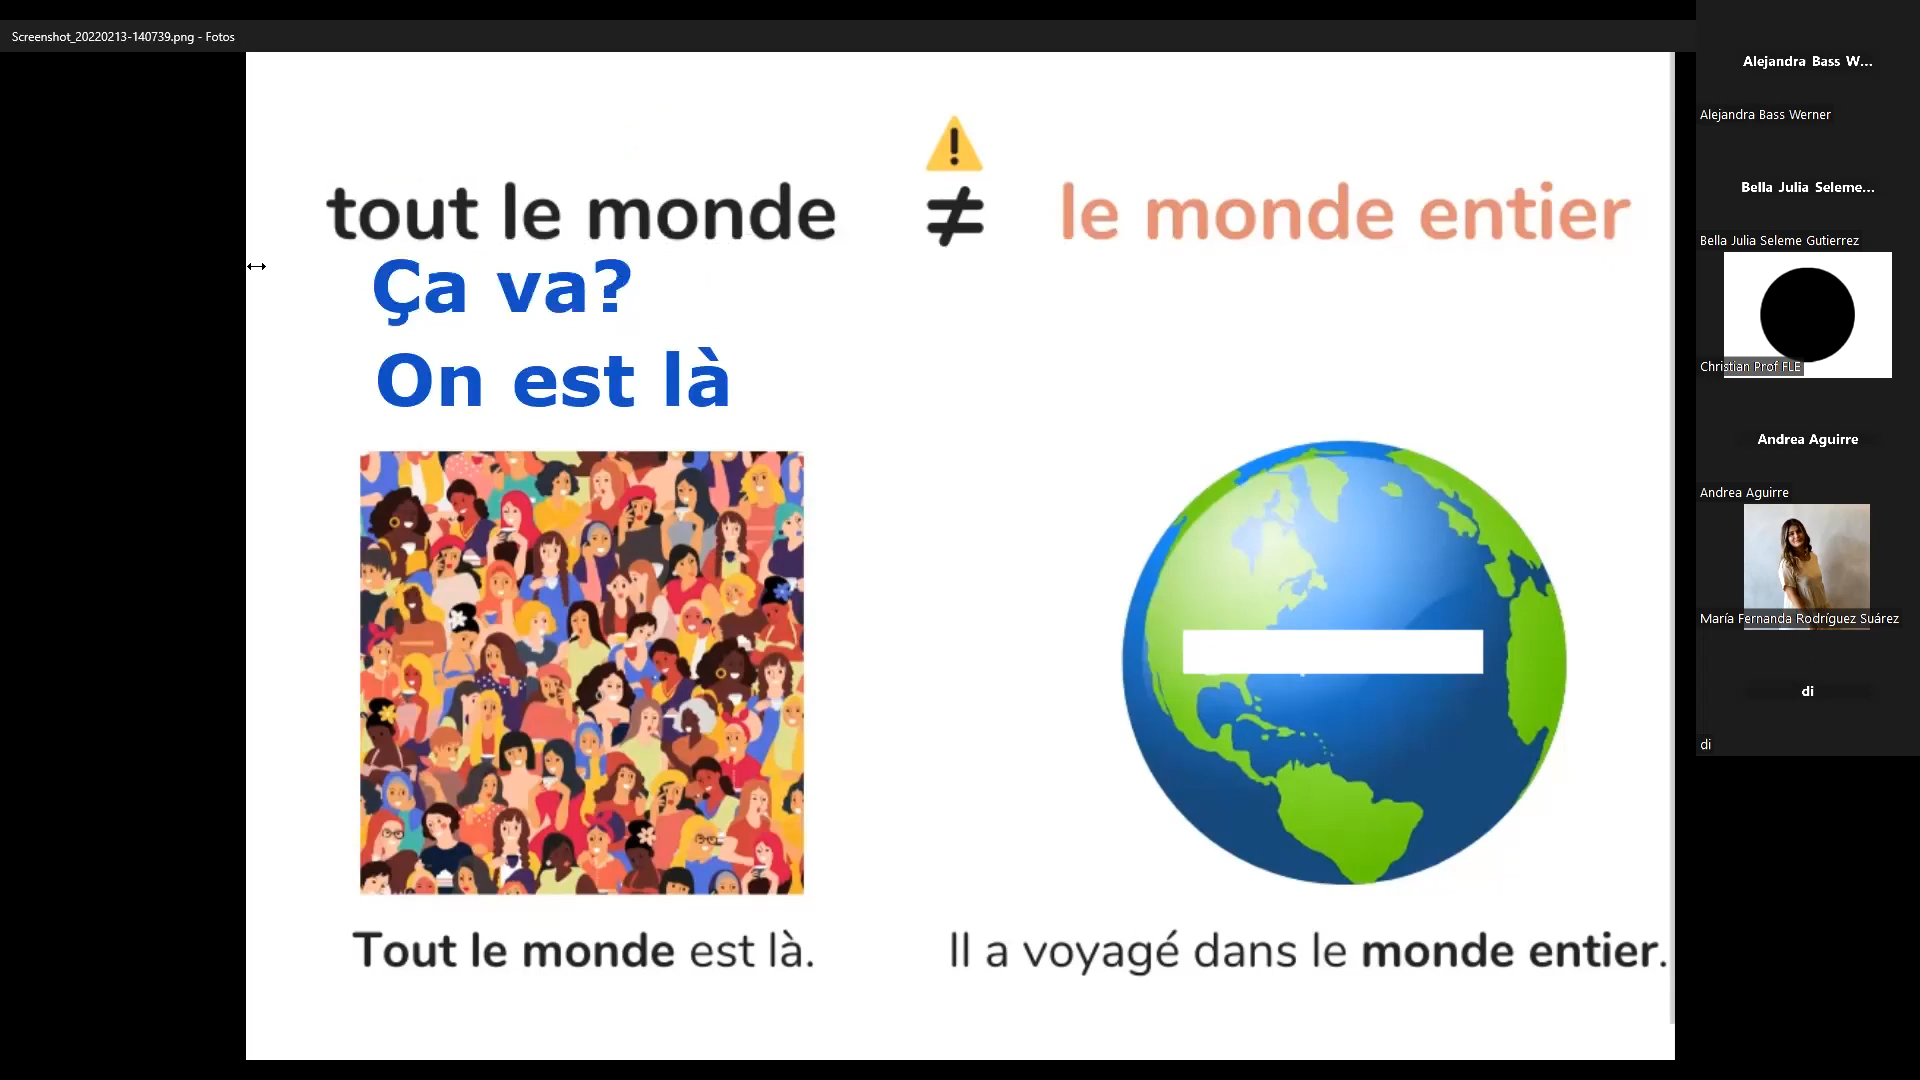 Screenshot_20220213-140739.png - Fotos
tout le monde ≠ le monde entier
Ça va?
On est là
Tout le monde est là.
Il a voyagé dans le monde entier.
Alejandra Bass W...
Alejandra Bass Werner
Bella Julia Seleme...
Bella Julia Seleme Gutierrez
Christian Prof FLE
Andrea Aguirre
Andrea Aguirre
María Fernanda Rodríguez Suárez
di
di